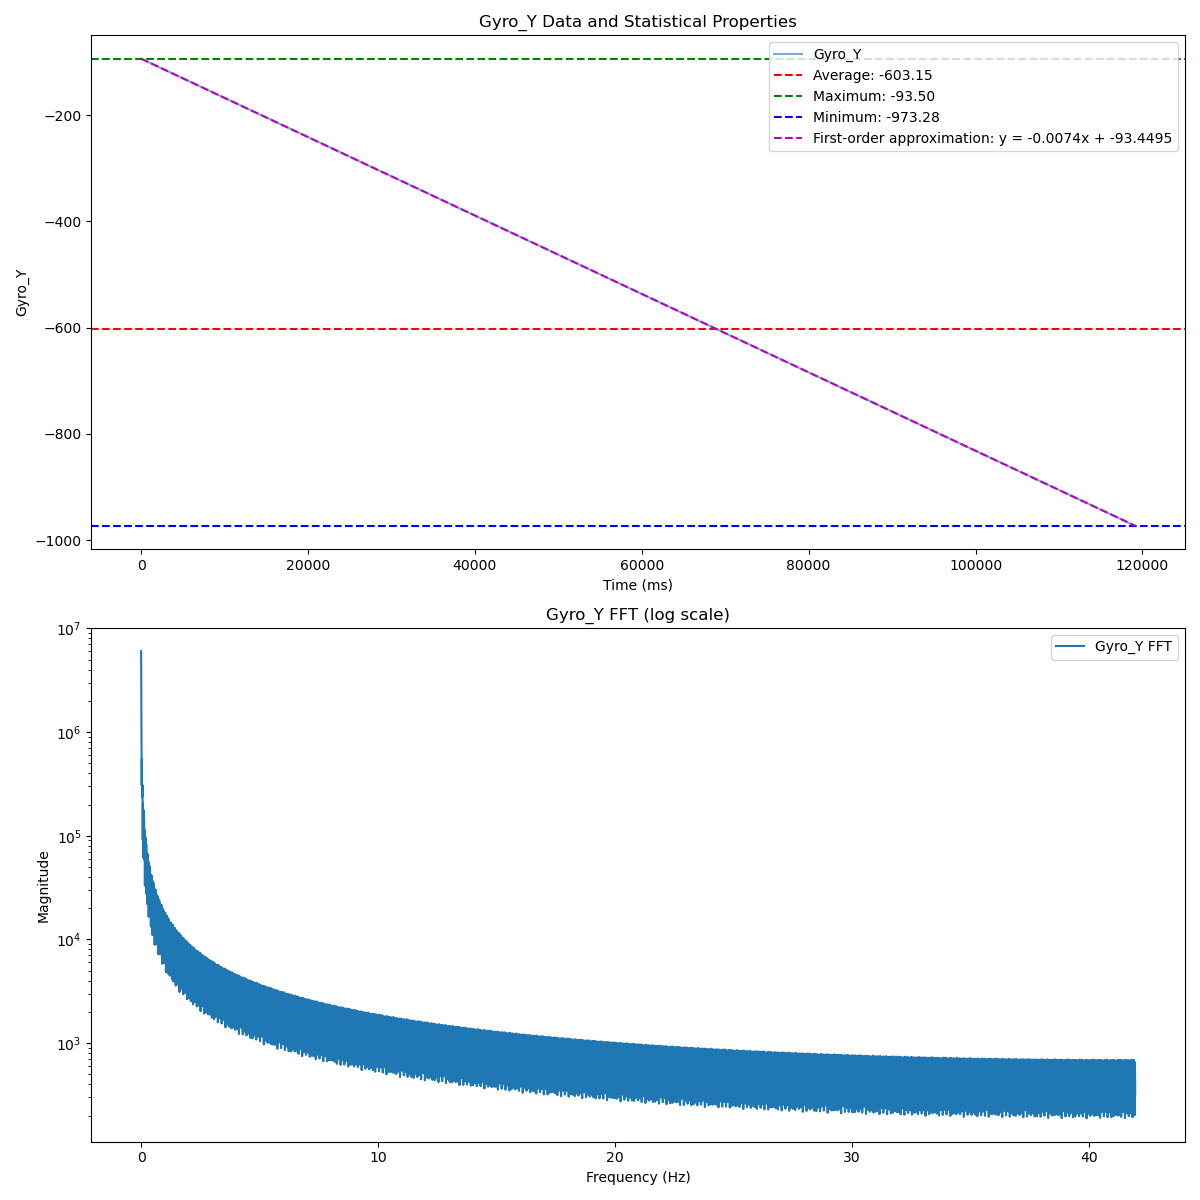 Gyro_Y Data and Statistical Properties
Gyro_Y
Average: -603.15
Maximum: -93.50
Minimum: -973.28
First-order approximation: y = -0.0074x + -93.4495
−200
−400
−600
−800
−1000
Gyro_Y
0 20000 40000 60000 80000 100000 120000
Time (ms)
Gyro_Y FFT (log scale)
Gyro_Y FFT
10⁷
10⁶
10⁵
10⁴
10³
Magnitude
0 10 20 30 40
Frequency (Hz)